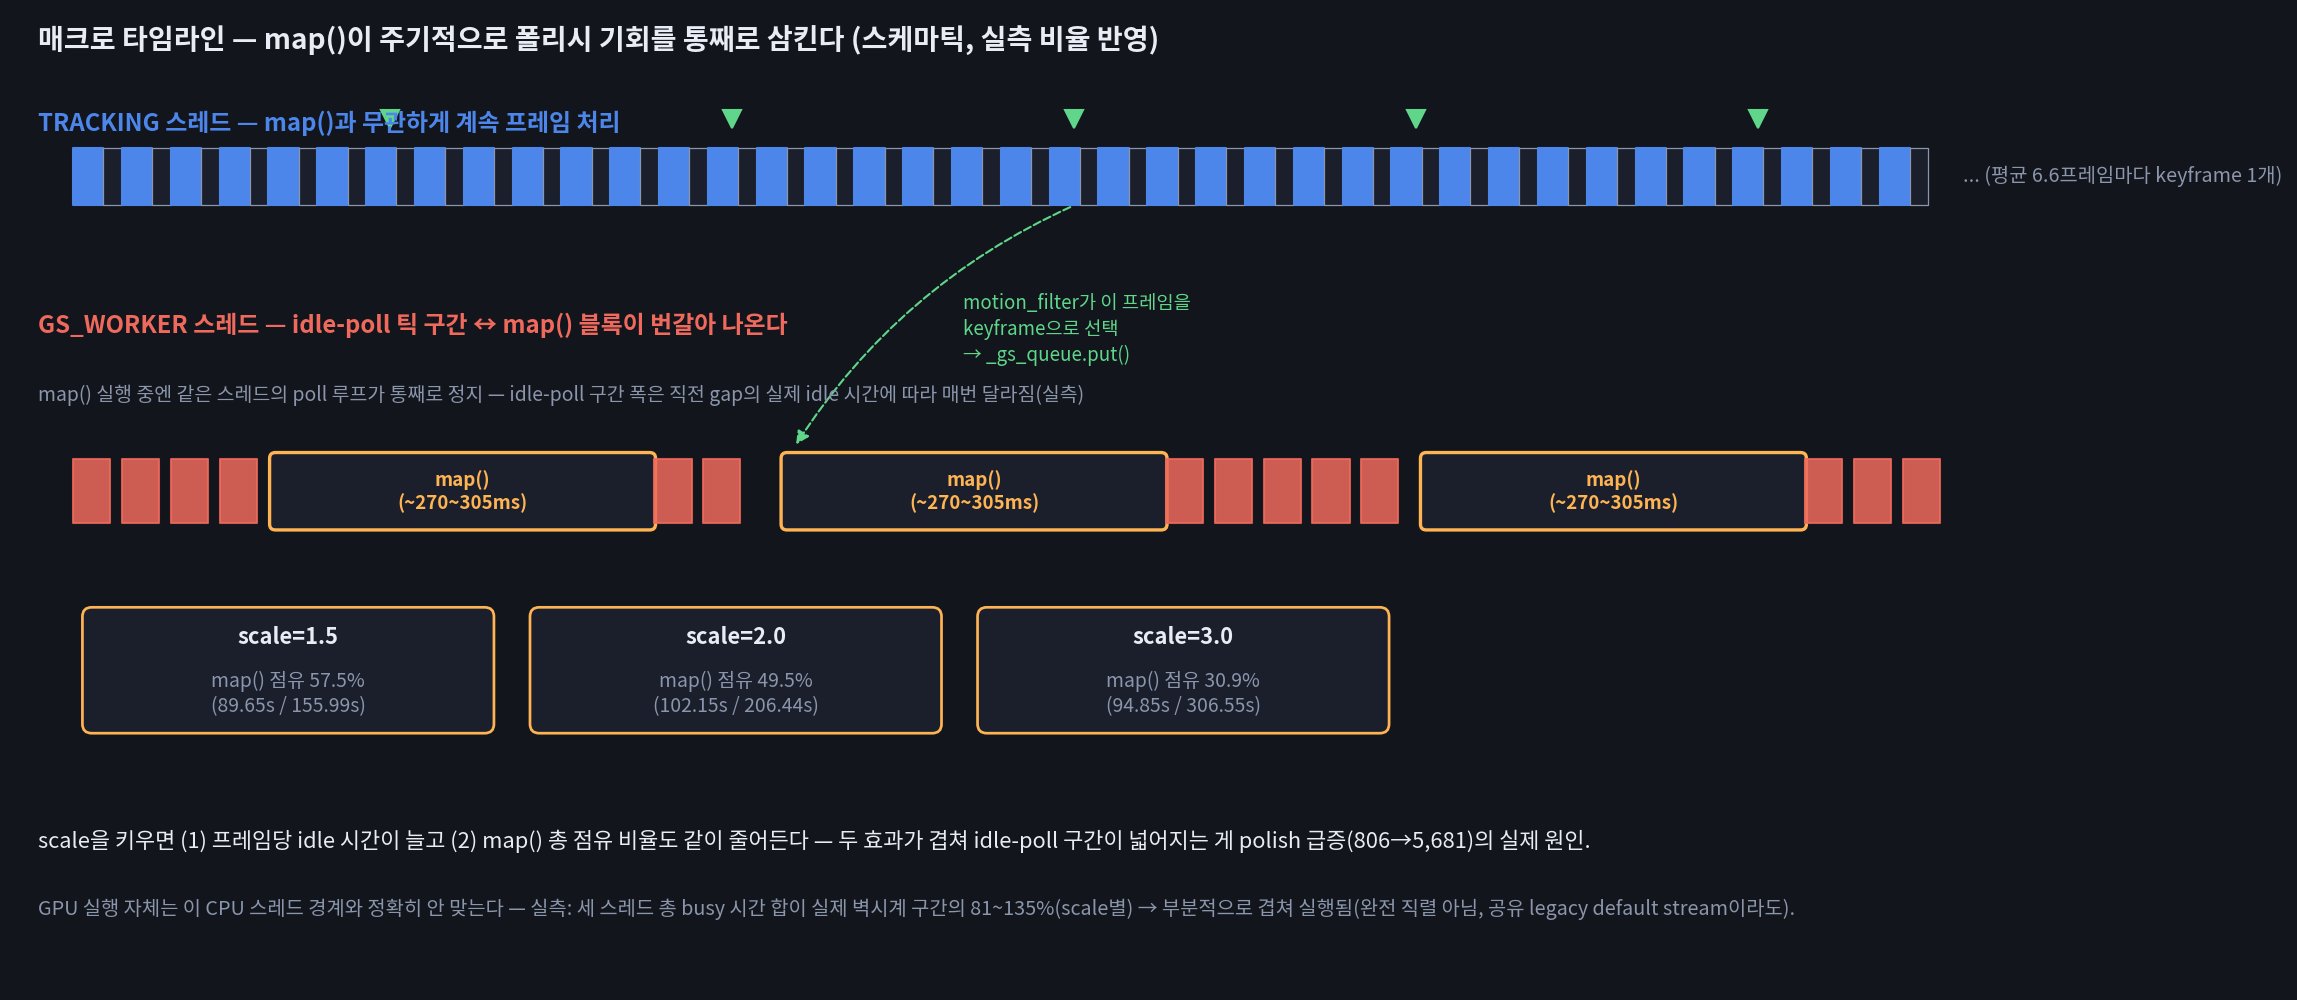 매크로 타임라인 — map()이 주기적으로 폴리시 기회를 통째로 삼킨다 (스케마틱, 실측 비율 반영)
TRACKING 스레드 — map()과 무관하게 계속 프레임 처리
... (평균 6.6프레임마다 keyframe 1개)
motion_filter가 이 프레임을
keyframe으로 선택
→ _gs_queue.put()
GS_WORKER 스레드 — idle-poll 틱 구간 ↔ map() 블록이 번갈아 나온다
map() 실행 중엔 같은 스레드의 poll 루프가 통째로 정지 — idle-poll 구간 폭은 직전 gap의 실제 idle 시간에 따라 매번 달라짐(실측)
map()
(~270~305ms)
map()
(~270~305ms)
map()
(~270~305ms)
scale=1.5
map() 점유 57.5%
(89.65s / 155.99s)
scale=2.0
map() 점유 49.5%
(102.15s / 206.44s)
scale=3.0
map() 점유 30.9%
(94.85s / 306.55s)
scale을 키우면 (1) 프레임당 idle 시간이 늘고 (2) map() 총 점유 비율도 같이 줄어든다 — 두 효과가 겹쳐 idle-poll 구간이 넓어지는 게 polish 급증(806→5,681)의 실제 원인.
GPU 실행 자체는 이 CPU 스레드 경계와 정확히 안 맞는다 — 실측: 세 스레드 총 busy 시간 합이 실제 벽시계 구간의 81~135%(scale별) → 부분적으로 겹쳐 실행됨(완전 직렬 아님, 공유 legacy default stream이라도).